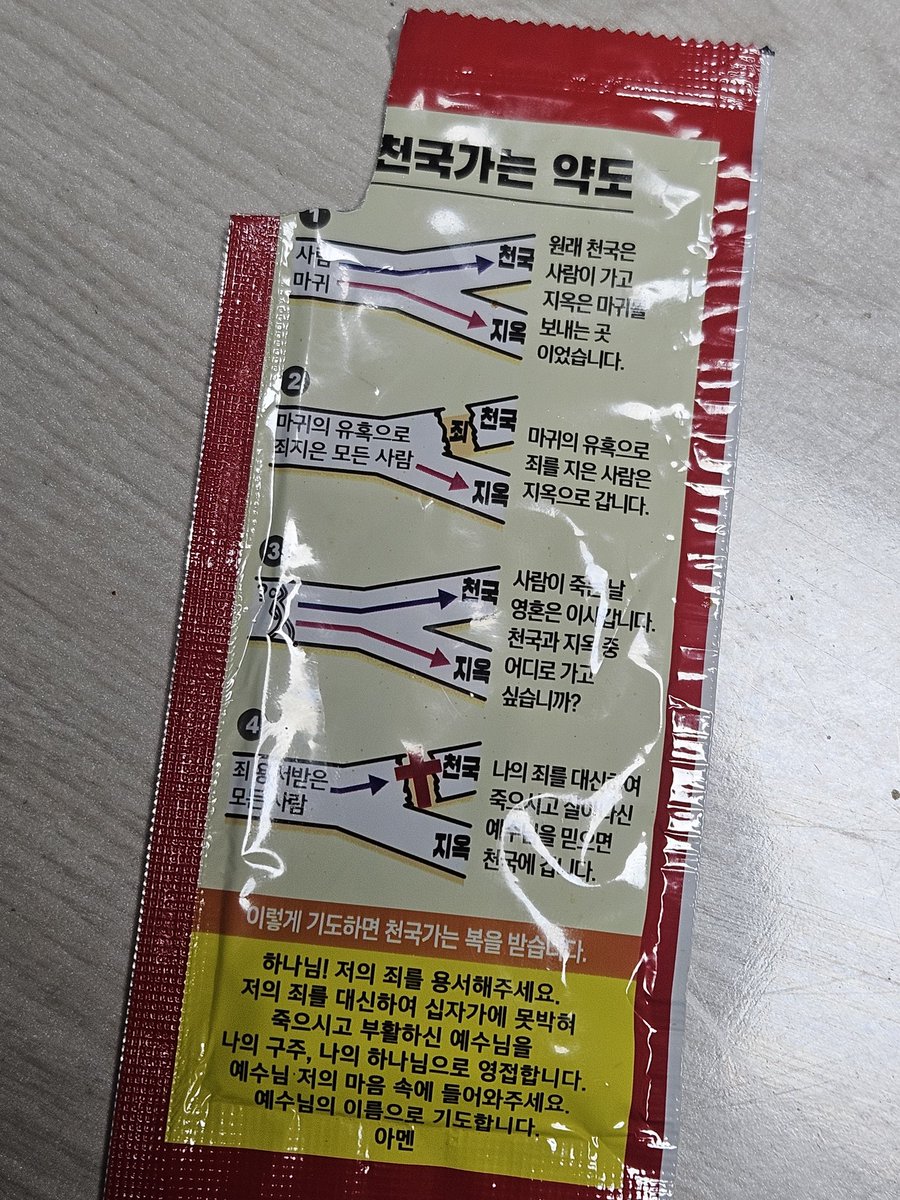 천국가는 약도
1
사람
마귀
천국
지옥
원래 천국은
사람이 가고
지옥은 마귀를
보내는 곳
이었습니다.
2
마귀의 유혹으로
죄지은 모든 사람
죄
천국
지옥
마귀의 유혹으로
죄를 지은 사람은
지옥으로 갑니다.
3
천국
지옥
사람이 죽는 날
영혼은 이사갑니다.
천국과 지옥 중
어디로 가고
싶습니까?
4
죄용서받은
모든 사람
천국
지옥
나의 죄를 대신하여
죽으시고 살아나신
예수님을 믿으면
천국에 갑니다.
이렇게 기도하면 천국가는 복을 받습니다.
하나님! 저의 죄를 용서해주세요.
저의 죄를 대신하여 십자가에 못박혀
죽으시고 부활하신 예수님을
나의 구주, 나의 하나님으로 영접합니다.
예수님 저의 마음 속에 들어와주세요.
예수님의 이름으로 기도합니다.
아멘